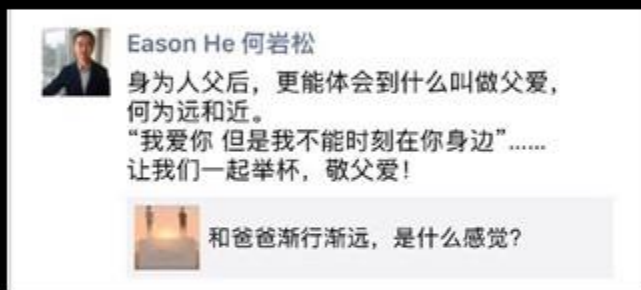 Eason He 何岩松
身为人父后，更能体会到什么叫做父爱，
何为远和近。
“我爱你 但是我不能时刻在你身边”……
让我们一起举杯，敬父爱！
和爸爸渐行渐远，是什么感觉？